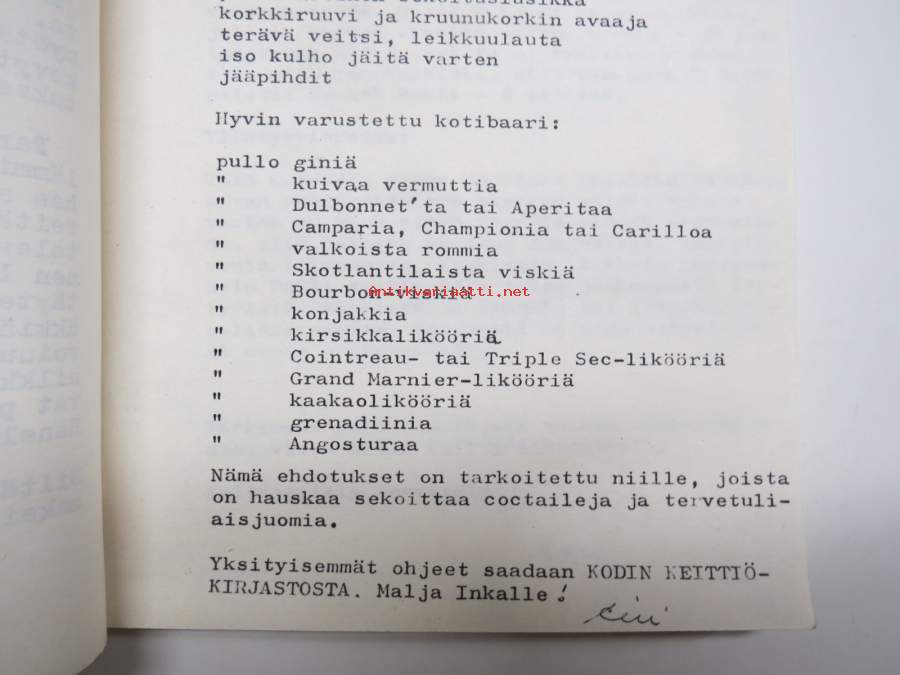 korkkiruuvi ja kruunukorkin avaaja
terävä veitsi, leikkuulauta
iso kulho jäitä varten
jääpihdit
Hyvin varustettu kotibaari:
pullo giniä
" kuivaa vermuttia
" Dulbonnet'ta tai Aperitaa
" Camparia, Championia tai Carilloa
" valkoista rommia
" Skotlantilaista viskiä
" Bourbon-viskiä
Antikvariaatti.net
" konjakkia
" kirsikkalikööriä
" Cointreau- tai Triple Sec-likööriä
" Grand Marnier-likööriä
" kaakaolikööriä
" grenadiinia
" Angosturaa
Nämä ehdotukset on tarkoitettu niille, joista
on hauskaa sekoittaa coctaileja ja tervetuli-
aisjuomia.
Yksityisemmät ohjeet saadaan KODIN KEITTIÖ-
KIRJASTOSTA. Malja Inkalle!